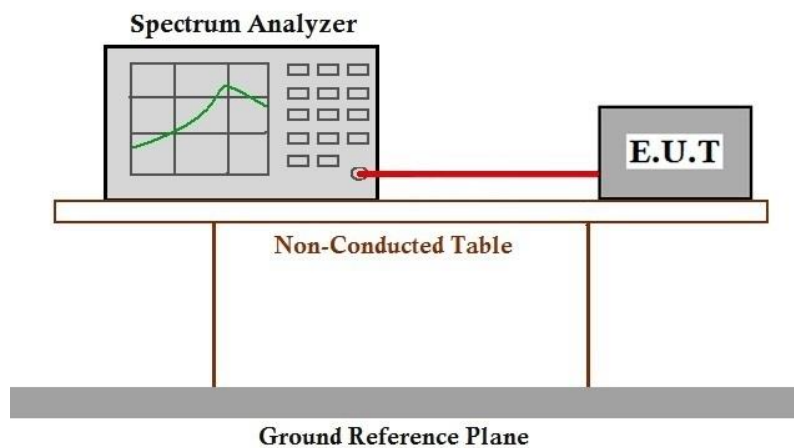 Spectrum Analyzer
E.U.T
Non-Conducted Table
Ground Reference Plane